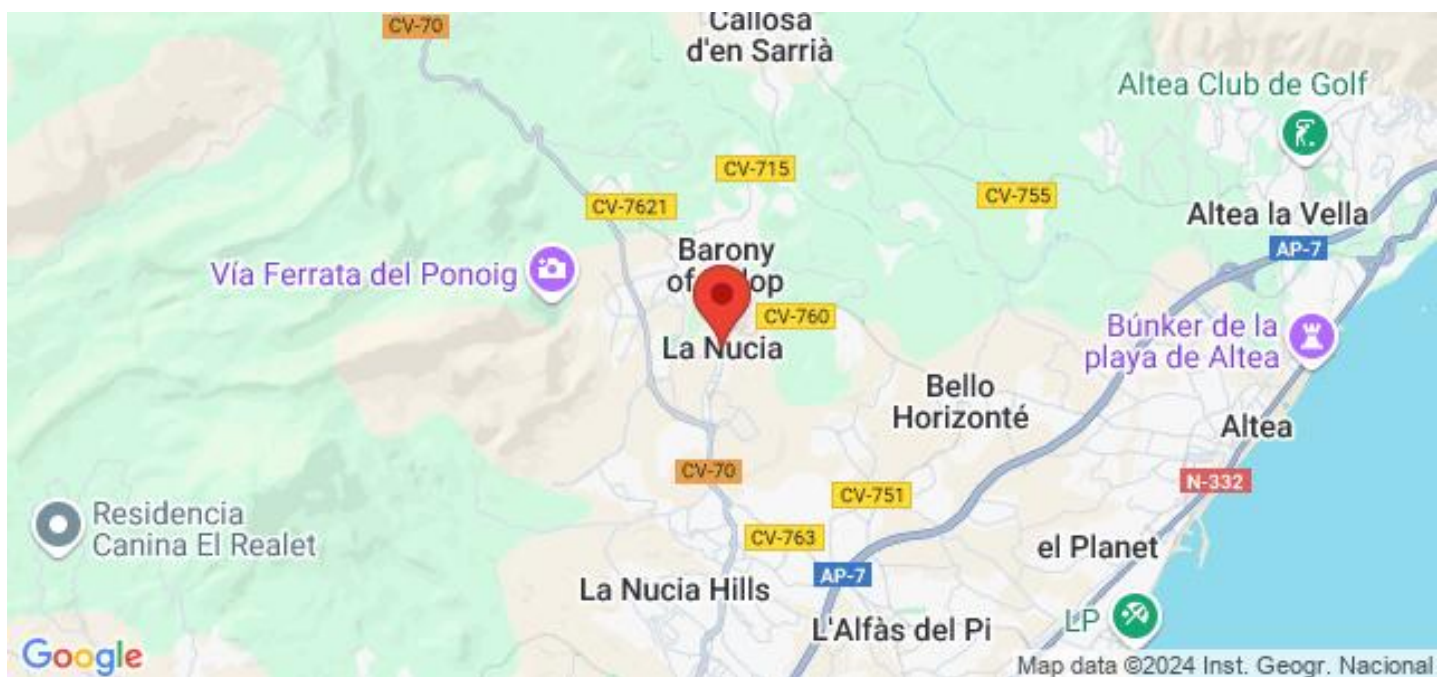 CV-70
Callosa
d'en Sarrià
Altea Club de Golf
CV-715
CV-755
CV-7621
Altea la Vella
Barony
AP-7
Vía Ferrata del Ponoig
CV-760
Búnker de la
playa de Altea
La Nucia
Bello
Horizonté
Altea
CV-70
N-332
CV-751
Residencia
Canina El Realet
CV-763
el Planet
AP-7
La Nucia Hills
LP
L'Alfàs del Pi
Google
Map data ©2024 Inst. Geogr. Nacional